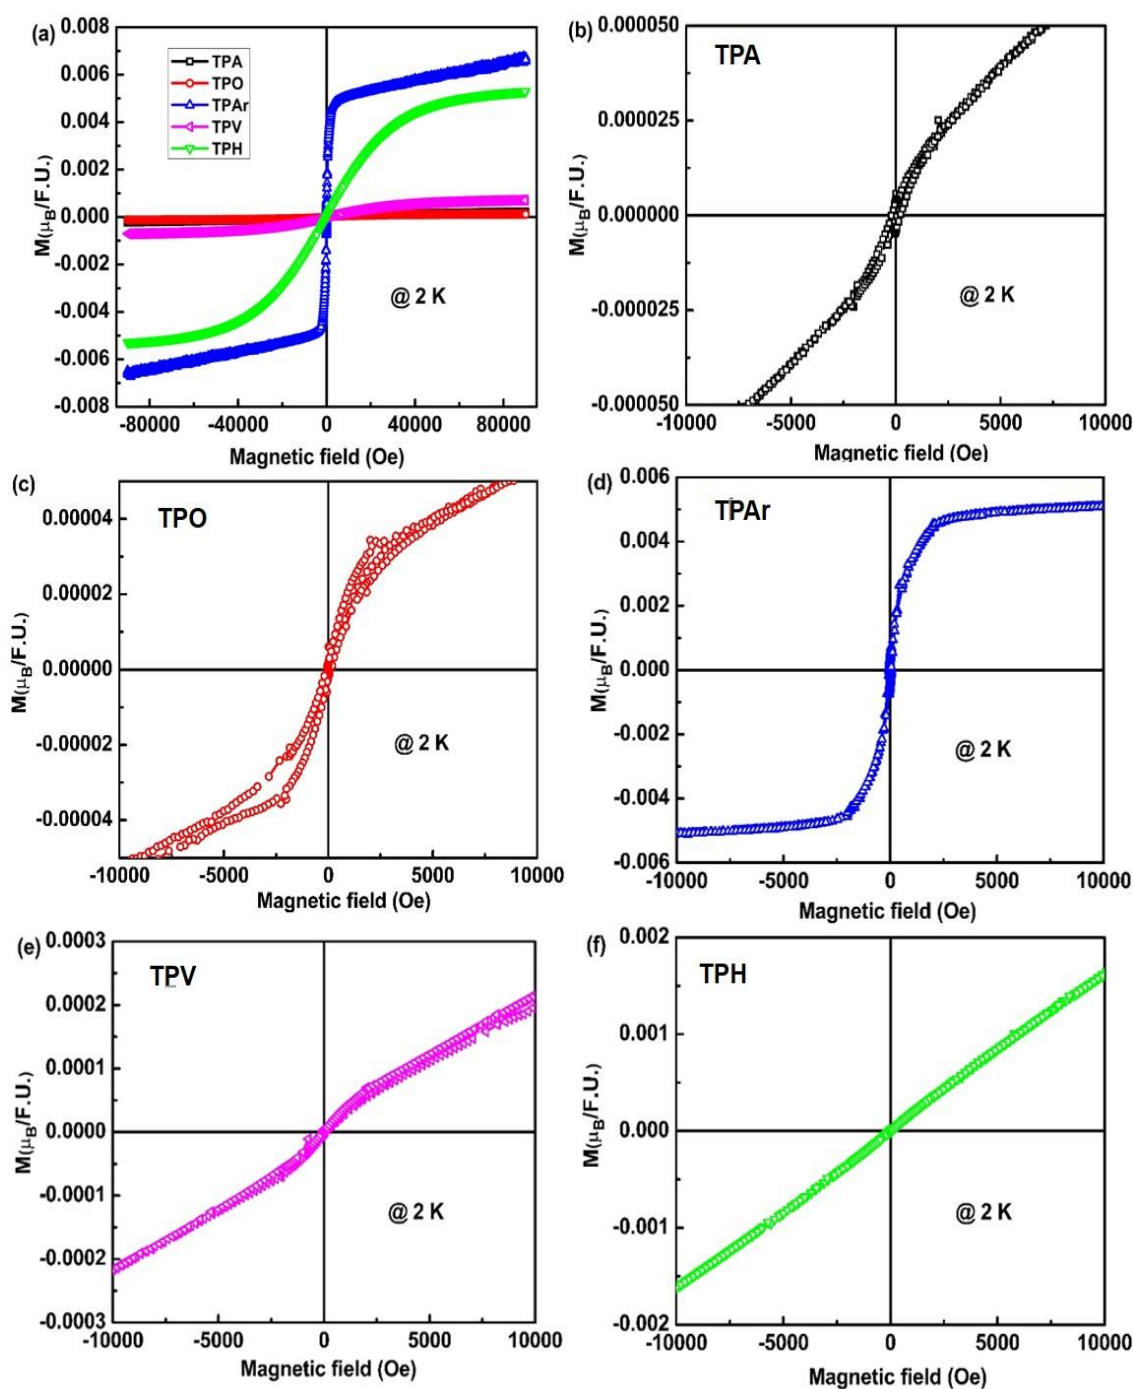 (a)
0.008
0.006
0.004
0.002
0.000
-0.002
-0.004
-0.006
-0.008
M(μB/F.U.)
TPA
TPO
TPAr
TPV
TPH
@ 2 K
-80000 -40000 0 40000 80000
Magnetic field (Oe)
(b)
TPA
0.000050
0.000025
0.000000
-0.000025
-0.000050
M(μB/F.U.)
@ 2 K
-10000 -5000 0 5000 10000
Magnetic field (Oe)
(c)
TPO
0.00004
0.00002
0.00000
-0.00002
-0.00004
M(μB/F.U.)
@ 2 K
-10000 -5000 0 5000 10000
Magnetic field (Oe)
(d)
TPAr
0.006
0.004
0.002
0.000
-0.002
-0.004
-0.006
M(μB/F.U.)
@ 2 K
-10000 -5000 0 5000 10000
Magnetic field (Oe)
(e)
TPV
0.0003
0.0002
0.0001
0.0000
-0.0001
-0.0002
-0.0003
M(μB/F.U.)
@ 2 K
-10000 -5000 0 5000 10000
Magnetic field (Oe)
(f)
TPH
0.002
0.001
0.000
-0.001
-0.002
M(μB/F.U.)
@ 2 K
-10000 -5000 0 5000 10000
Magnetic field (Oe)